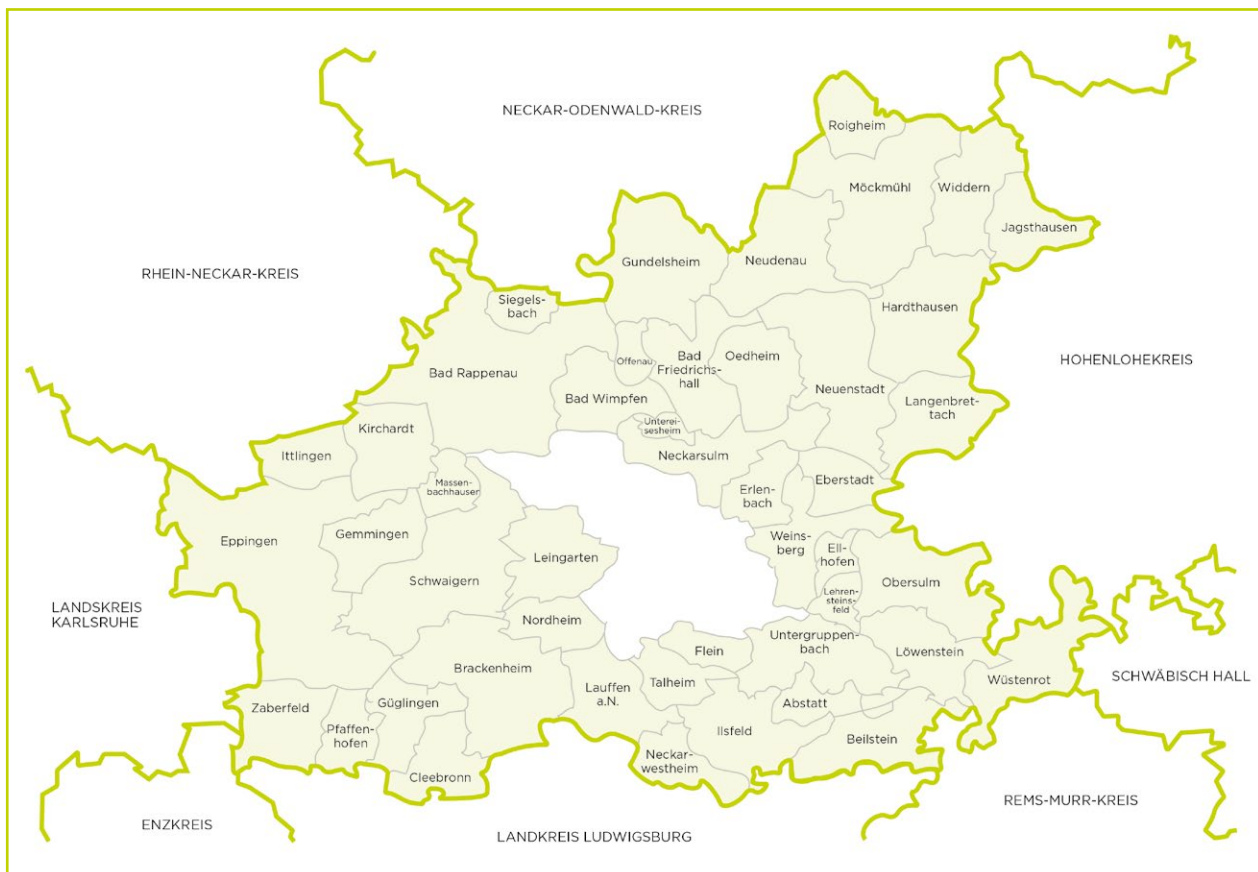 NECKAR-ODENWALD-KREIS
Roigheim
Möckmühl
Widdern
Jagsthausen
RHEIN-NECKAR-KREIS
Gundelsheim
Neudenau
Siegels-
bach
Hardthausen
HOHENLOHEKREIS
Bad Rappenau
Offenau
Bad
Friedrichs-
hall
Oedheim
Neuenstadt
Bad Wimpfen
Langenbret-
tach
Kirchardt
Unterei-
sesheim
Ittlingen
Neckarsulm
Massen-
bachhauser
Erlen-
bach
Eberstadt
Eppingen
Gemmingen
Leingarten
Weins-
berg
Ell-
hofen
Schwaigern
Obersulm
Lehren-
steins-
feld
LANDSKREIS
KARLSRUHE
Nordheim
Flein
Untergruppen-
bach
Löwenstein
Brackenheim
Wüstenrot
SCHWÄBISCH HALL
Lauffen
a.N.
Talheim
Zaberfeld
Güglingen
Abstatt
Pfaffen-
hofen
Ilsfeld
Beilstein
Neckar-
westheim
Cleebronn
REMS-MURR-KREIS
ENZKREIS
LANDKREIS LUDWIGSBURG